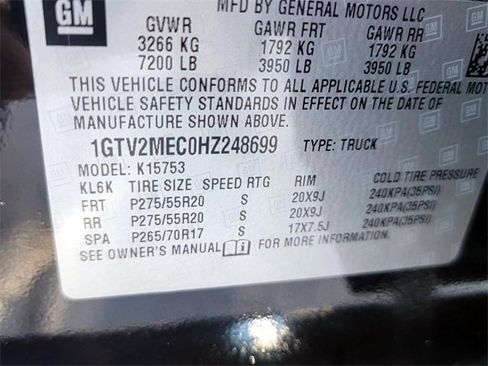 GM
MFD BY GENERAL MOTORS LLC
GVWR GAWR FRT GAWR RR
3266 KG 1792 KG 1792 KG
7200 LB 3950 LB 3950 LB
THIS VEHICLE CONFORMS TO ALL APPLICABLE U.S. FEDERAL MOT
VEHICLE SAFETY STANDARDS IN EFFECT ON THE DATE OF
MANUFACTURE SHOWN ABOVE.
1GTV2MEC0HZ248699 TYPE: TRUCK
MODEL: K15753
KL6K TIRE SIZE SPEED RTG RIM COLD TIRE PRESSURE
FRT P275/55R20 S 20X9J 240KPA(35PSI)
RR P275/55R20 S 20X9J 240KPA(35PSI)
SPA P265/70R17 S 17X7.5J 240KPA(35PSI)
SEE OWNER'S MANUAL i FOR MORE INFORMATION.